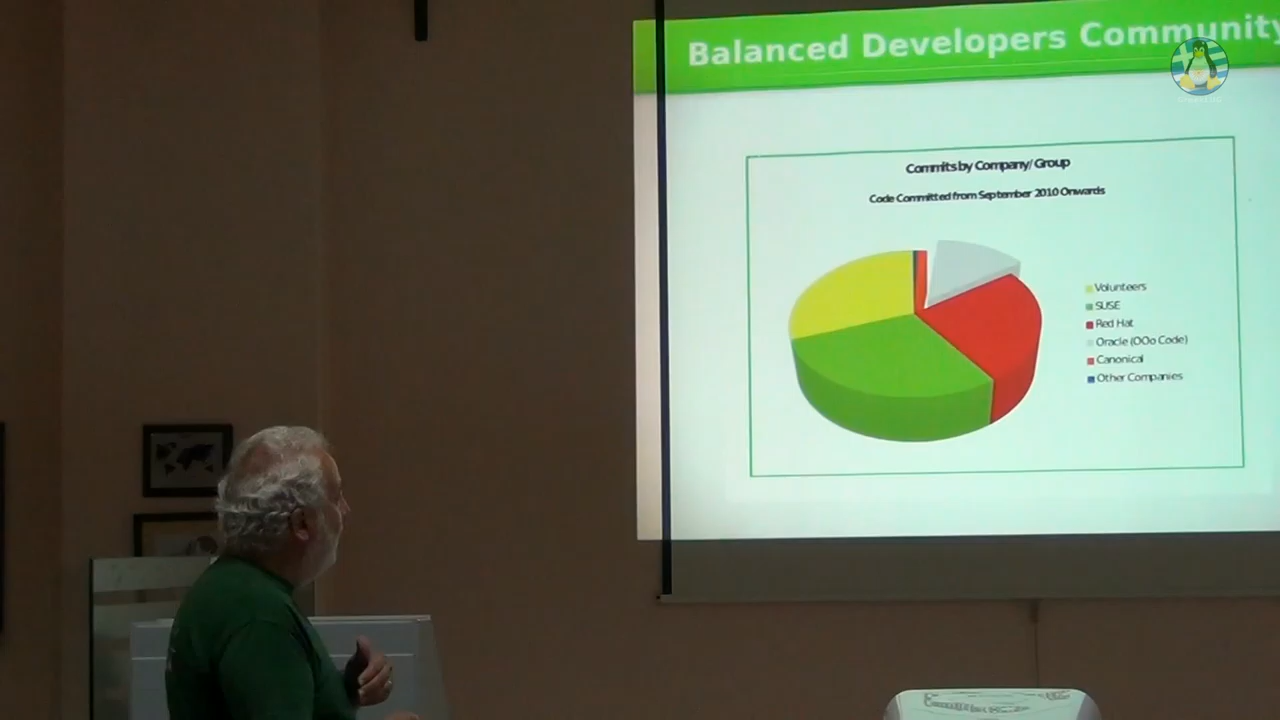 Balanced Developers Community
Commits by Company/ Group
Code Committed from September 2010 Onwards
Volunteers
SUSE
Red Hat
Oracle (OOo Code)
Canonical
Other Companies